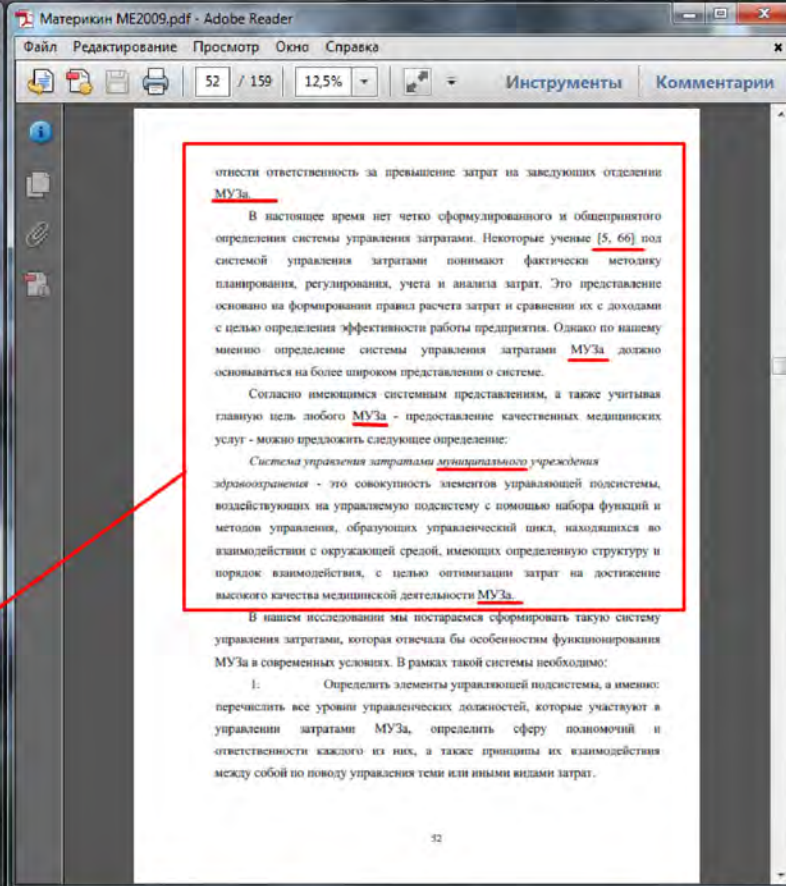 Материкин МЕ2009.pdf - Adobe Reader
Файл Редактирование Просмотр Окно Справка
52 / 159 12,5% Инструменты Комментарии
отнести ответственность за превышение затрат на заведующих отделении
МУЗа.
В настоящее время нет четко сформулированного и общепринятого
определения системы управления затратами. Некоторые ученые [5, 66] под
системой управления затратами понимают фактически методику
планирования, регулирования, учета и анализа затрат. Это представление
основано на формировании правил расчета затрат и сравнении их с доходами
с целью определения эффективности работы предприятия. Однако по нашему
мнению определение системы управления затратами МУЗа должно
основываться на более широком представлении о системе.
Согласно имеющимся системным представлениям, а также учитывая
главную цель любого МУЗа - предоставление качественных медицинских
услуг - можно предложить следующее определение:
Система управления затратами муниципального учреждения
здравоохранения - это совокупность элементов управляющей подсистемы,
воздействующих на управляемую подсистему с помощью набора функций и
методов управления, образующих управленческий цикл, находящихся во
взаимодействии с окружающей средой, имеющих определенную структуру и
порядок взаимодействия, с целью оптимизации затрат на достижение
высокого качества медицинской деятельности МУЗа.
В нашем исследовании мы постараемся сформировать такую систему
управления затратами, которая отвечала бы особенностям функционирования
МУЗа в современных условиях. В рамках такой системы необходимо:
1. Определить элементы управляющей подсистемы, а именно:
перечислить все уровни управленческих должностей, которые участвуют в
управлении затратами МУЗа, определить сферу полномочий и
ответственности каждого из них, а также принципы их взаимодействия
между собой по поводу управления теми или иными видами затрат.
52